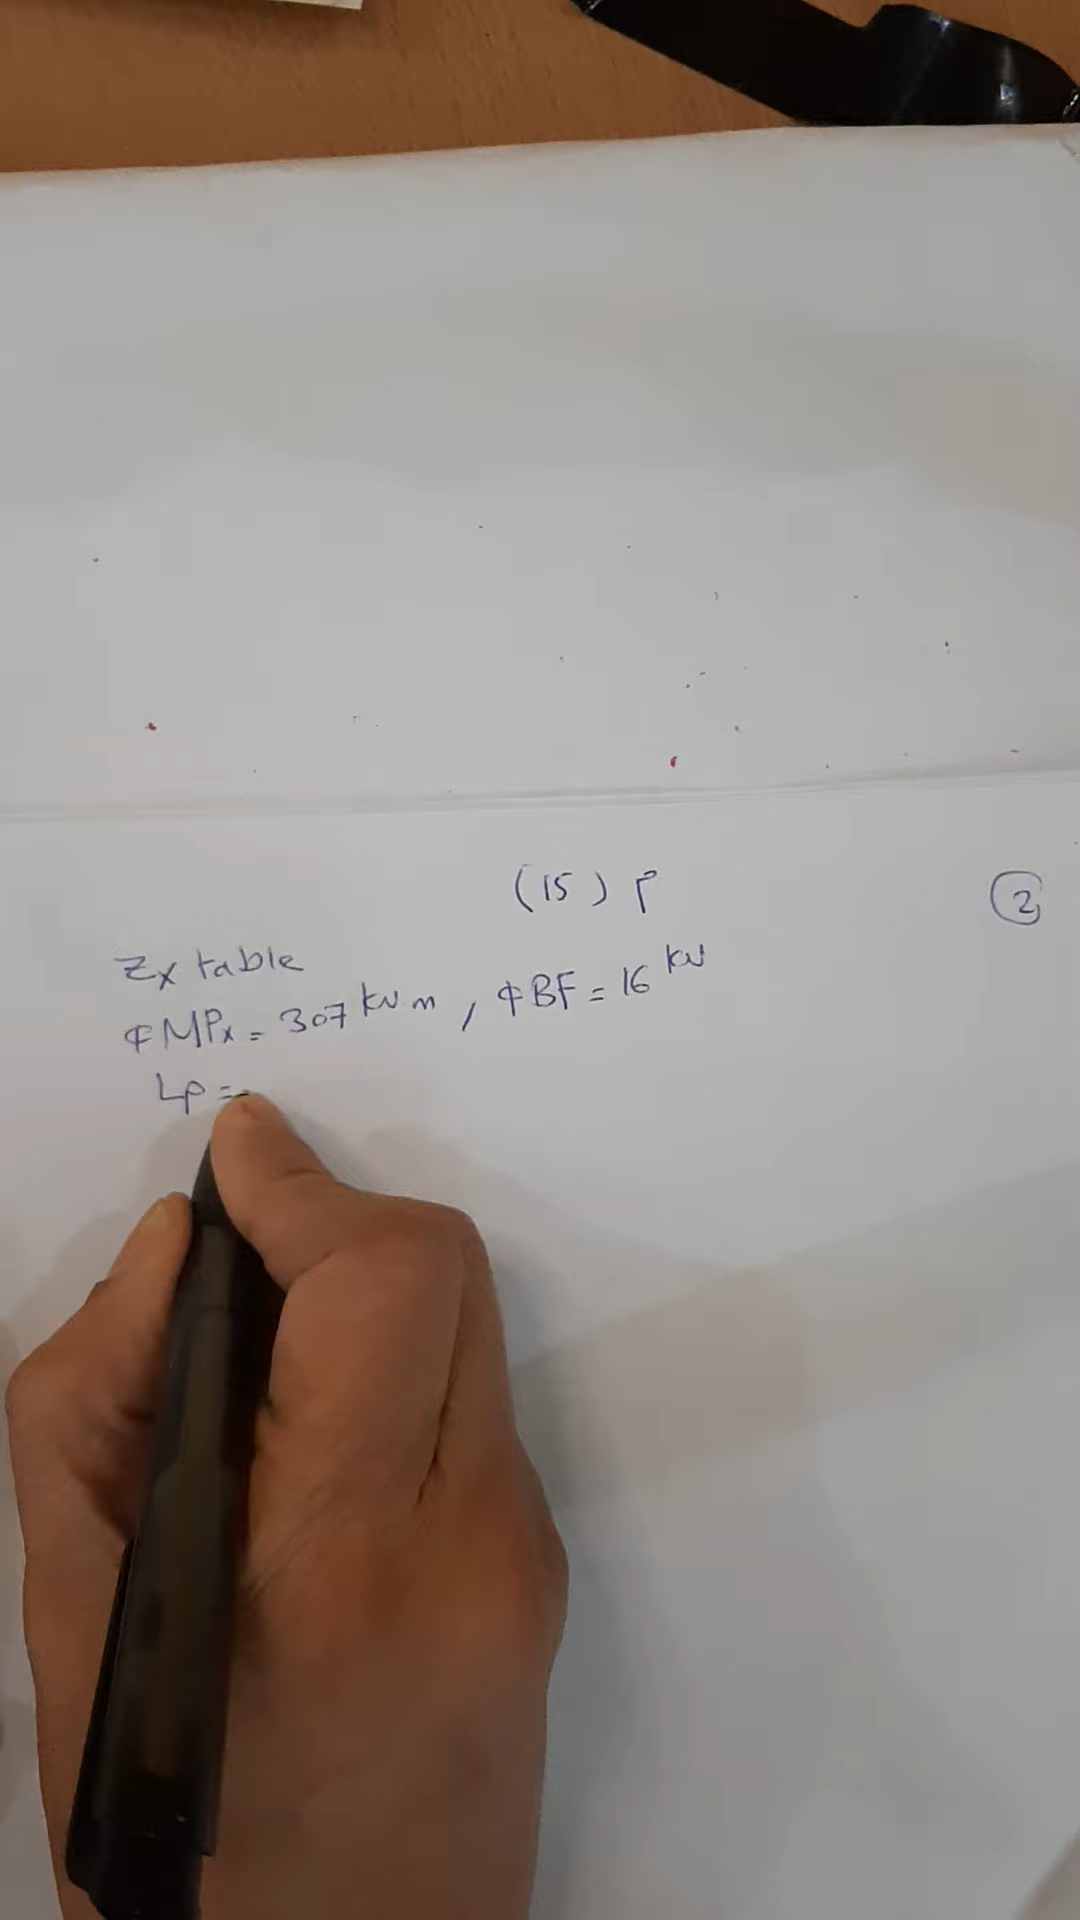 (15) م
2
Zx table
ΦMPx = 307 kN m , ΦBF = 16 kN
Lp =